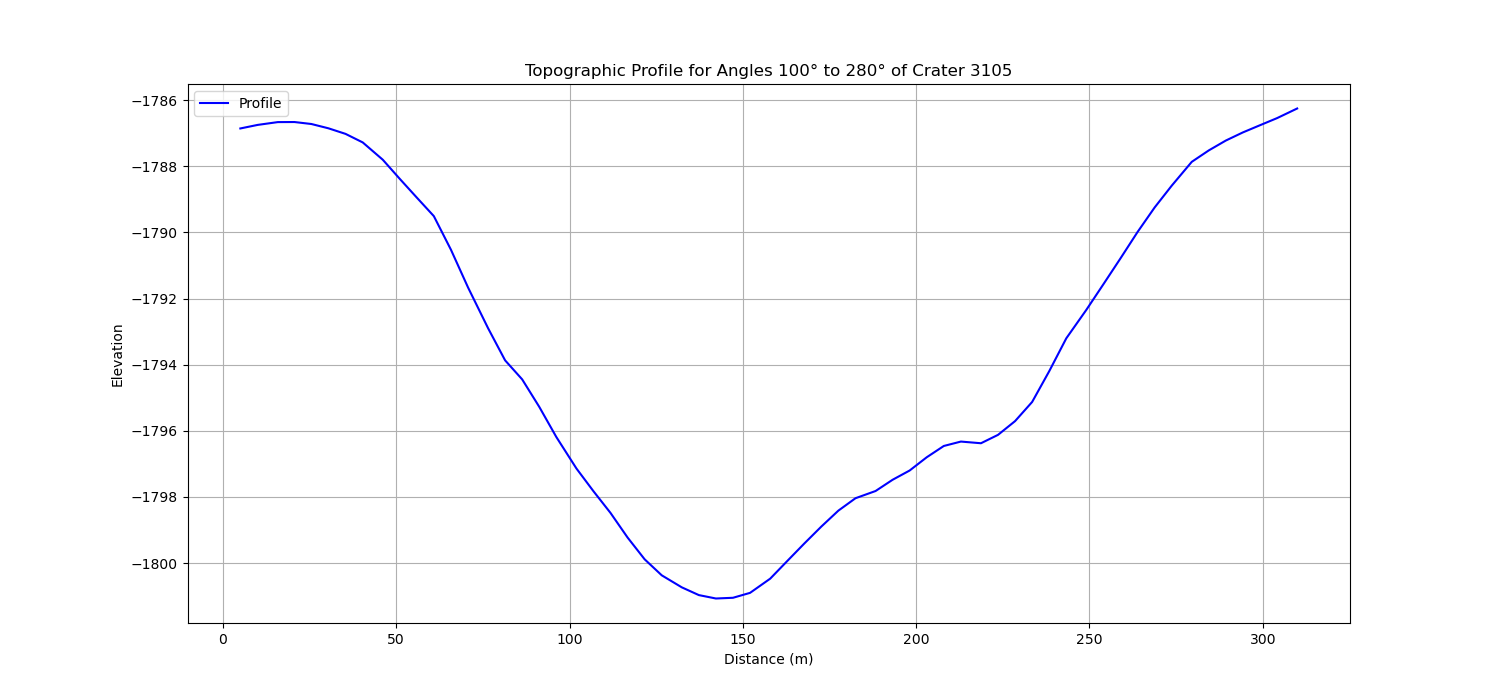 Topographic Profile for Angles 100° to 280° of Crater 3105
Profile
−1786
−1788
−1790
−1792
−1794
−1796
−1798
−1800
Elevation
0 50 100 150 200 250 300
Distance (m)